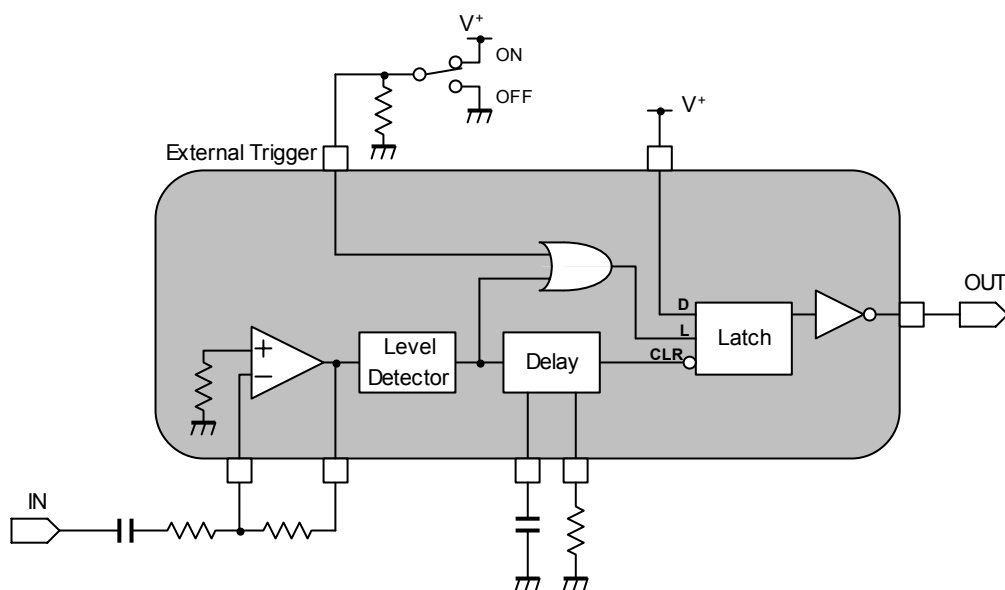 V+
ON
OFF
V+
External Trigger
OUT
D
L
CLR
Latch
+
−
Level
Detector
Delay
IN